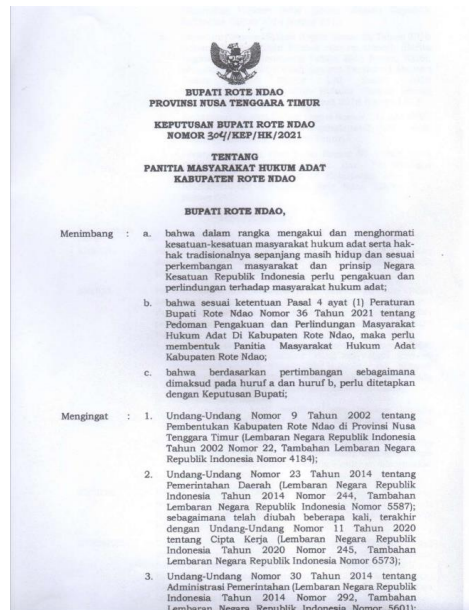 BUPATI ROTE NDAO
PROVINSI NUSA TENGGARA TIMUR
KEPUTUSAN BUPATI ROTE NDAO
NOMOR 304/KEP/HK/2021
TENTANG
PANITIA MASYARAKAT HUKUM ADAT
KABUPATEN ROTE NDAO
BUPATI ROTE NDAO,
Menimbang : a. bahwa dalam rangka mengakui dan menghormati
kesatuan-kesatuan masyarakat hukum adat serta hak-
hak tradisionalnya sepanjang masih hidup dan sesuai
perkembangan masyarakat dan prinsip Negara
Kesatuan Republik Indonesia perlu pengakuan dan
perlindungan terhadap masyarakat hukum adat;
b. bahwa sesuai ketentuan Pasal 4 ayat (1) Peraturan
Bupati Rote Ndao Nomor 36 Tahun 2021 tentang
Pedoman Pengakuan dan Perlindungan Masyarakat
Hukum Adat Di Kabupaten Rote Ndao, maka perlu
membentuk Panitia Masyarakat Hukum Adat
Kabupaten Rote Ndao;
c. bahwa berdasarkan pertimbangan sebagaimana
dimaksud pada huruf a dan huruf b, perlu ditetapkan
dengan Keputusan Bupati;
Mengingat : 1. Undang-Undang Nomor 9 Tahun 2002 tentang
Pembentukan Kabupaten Rote Ndao di Provinsi Nusa
Tenggara Timur (Lembaran Negara Republik Indonesia
Tahun 2002 Nomor 22, Tambahan Lembaran Negara
Republik Indonesia Nomor 4184);
2. Undang-Undang Nomor 23 Tahun 2014 tentang
Pemerintahan Daerah (Lembaran Negara Republik
Indonesia Tahun 2014 Nomor 244, Tambahan
Lembaran Negara Republik Indonesia Nomor 5587);
sebagaimana telah diubah beberapa kali, terakhir
dengan Undang-Undang Nomor 11 Tahun 2020
tentang Cipta Kerja (Lembaran Negara Republik
Indonesia Tahun 2020 Nomor 245, Tambahan
Lembaran Negara Republik Indonesia Nomor 6573);
3. Undang-Undang Nomor 30 Tahun 2014 tentang
Administrasi Pemerintahan (Lembaran Negara Republik
Indonesia Tahun 2014 Nomor 292, Tambahan
Lembaran Negara Republik Indonesia Nomor 5601);